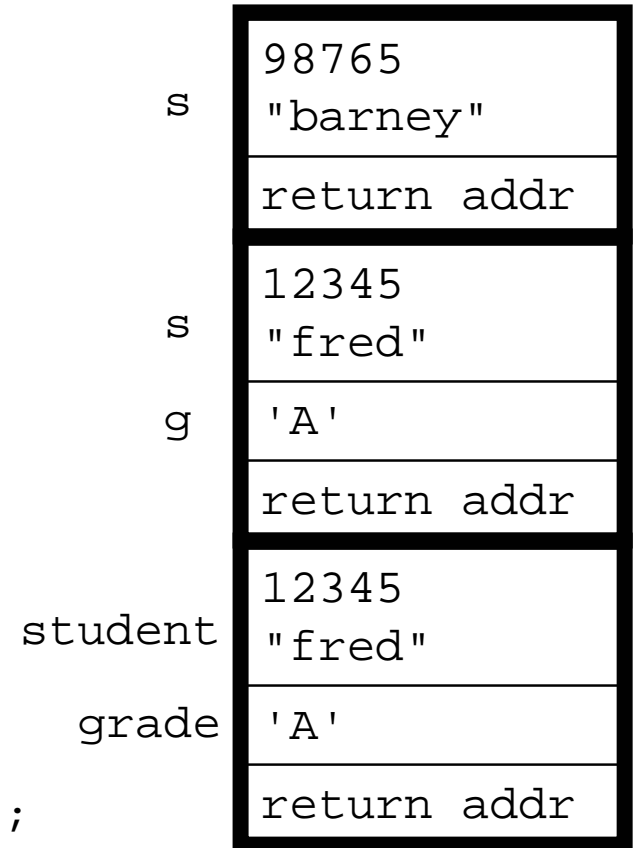 98765
s "barney"
return addr
12345
s "fred"
g 'A'
return addr
12345
student "fred"
grade 'A'
; return addr